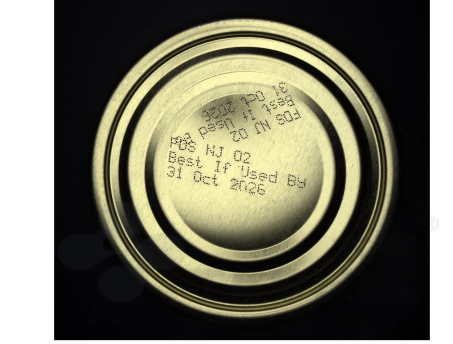 31 Oct 2026
Best If Used By
FDS NJ 02
PDS NJ 02
Best If Used By
31 Oct 2026